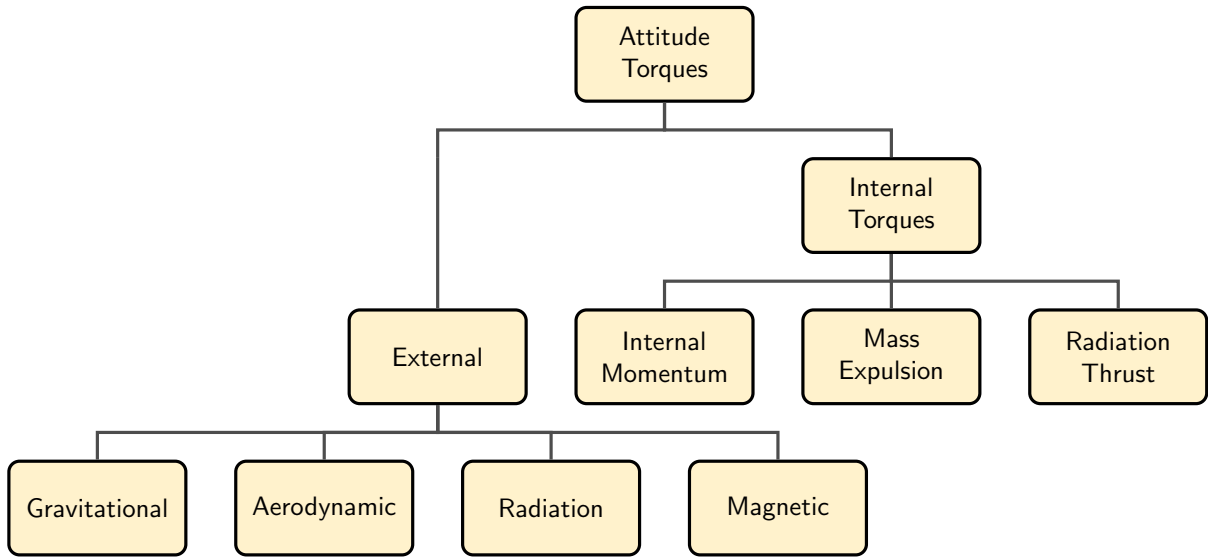 Attitude
Torques
Internal
Torques
External
Internal
Momentum
Mass
Expulsion
Radiation
Thrust
Gravitational
Aerodynamic
Radiation
Magnetic